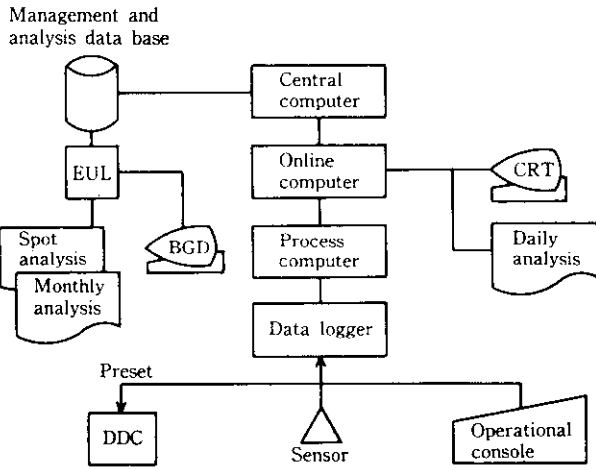 Management and
analysis data base
Central
computer
EUL
Online
computer
CRT
BGD
Spot
analysis
Monthly
analysis
Process
computer
Daily
analysis
Data logger
Preset
DDC
Sensor
Operational
console